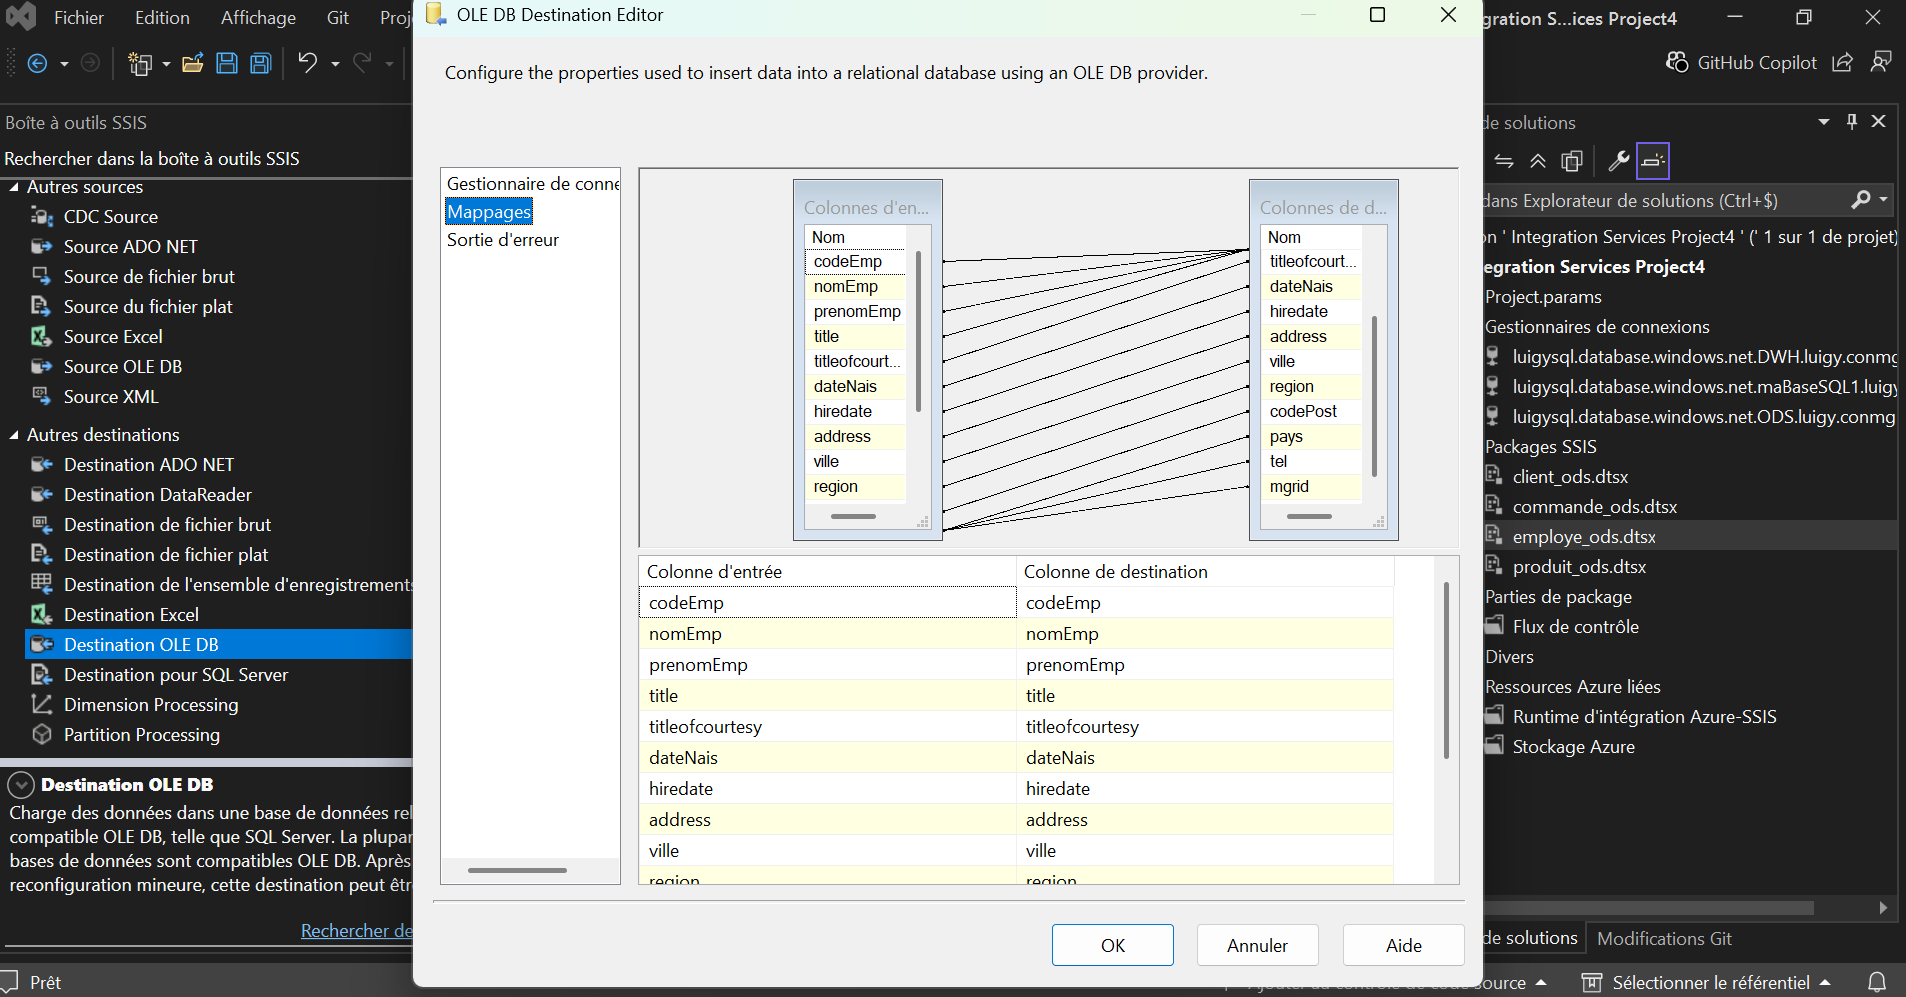 Fichier Edition Affichage Git Proj
OLE DB Destination Editor
gration S...ices Project4
GitHub Copilot
Configure the properties used to insert data into a relational database using an OLE DB provider.
Boîte à outils SSIS
Rechercher dans la boîte à outils SSIS
Autres sources
CDC Source
Source ADO NET
Source de fichier brut
Source du fichier plat
Source Excel
Source OLE DB
Source XML
Autres destinations
Destination ADO NET
Destination DataReader
Destination de fichier brut
Destination de fichier plat
Destination de l'ensemble d'enregistrements
Destination Excel
Destination OLE DB
Destination pour SQL Server
Dimension Processing
Partition Processing
Destination OLE DB
Charge des données dans une base de données rel
compatible OLE DB, telle que SQL Server. La plupar
bases de données sont compatibles OLE DB. Après
reconfiguration mineure, cette destination peut êtr
Rechercher de
Prêt
Gestionnaire de conne
Mappages
Sortie d'erreur
Colonnes d'en...
Nom
codeEmp
nomEmp
prenomEmp
title
titleofcourt...
dateNais
hiredate
address
ville
region
Colonnes de d...
Nom
titleofcourt...
dateNais
hiredate
address
ville
region
codePost
pays
tel
mgrid
Colonne d'entrée Colonne de destination
codeEmp codeEmp
nomEmp nomEmp
prenomEmp prenomEmp
title title
titleofcourtesy titleofcourtesy
dateNais dateNais
hiredate hiredate
address address
ville ville
region region
OK Annuler Aide
de solutions
dans Explorateur de solutions (Ctrl+$)
on ' Integration Services Project4 ' (' 1 sur 1 de projet)
egration Services Project4
Project.params
Gestionnaires de connexions
luigysql.database.windows.net.DWH.luigy.conmg
luigysql.database.windows.net.maBaseSQL1.luigy
luigysql.database.windows.net.ODS.luigy.conmg
Packages SSIS
client_ods.dtsx
commande_ods.dtsx
employe_ods.dtsx
produit_ods.dtsx
Parties de package
Flux de contrôle
Divers
Ressources Azure liées
Runtime d'intégration Azure-SSIS
Stockage Azure
de solutions Modifications Git
Ajouter au contrôle de code source Sélectionner le référentiel